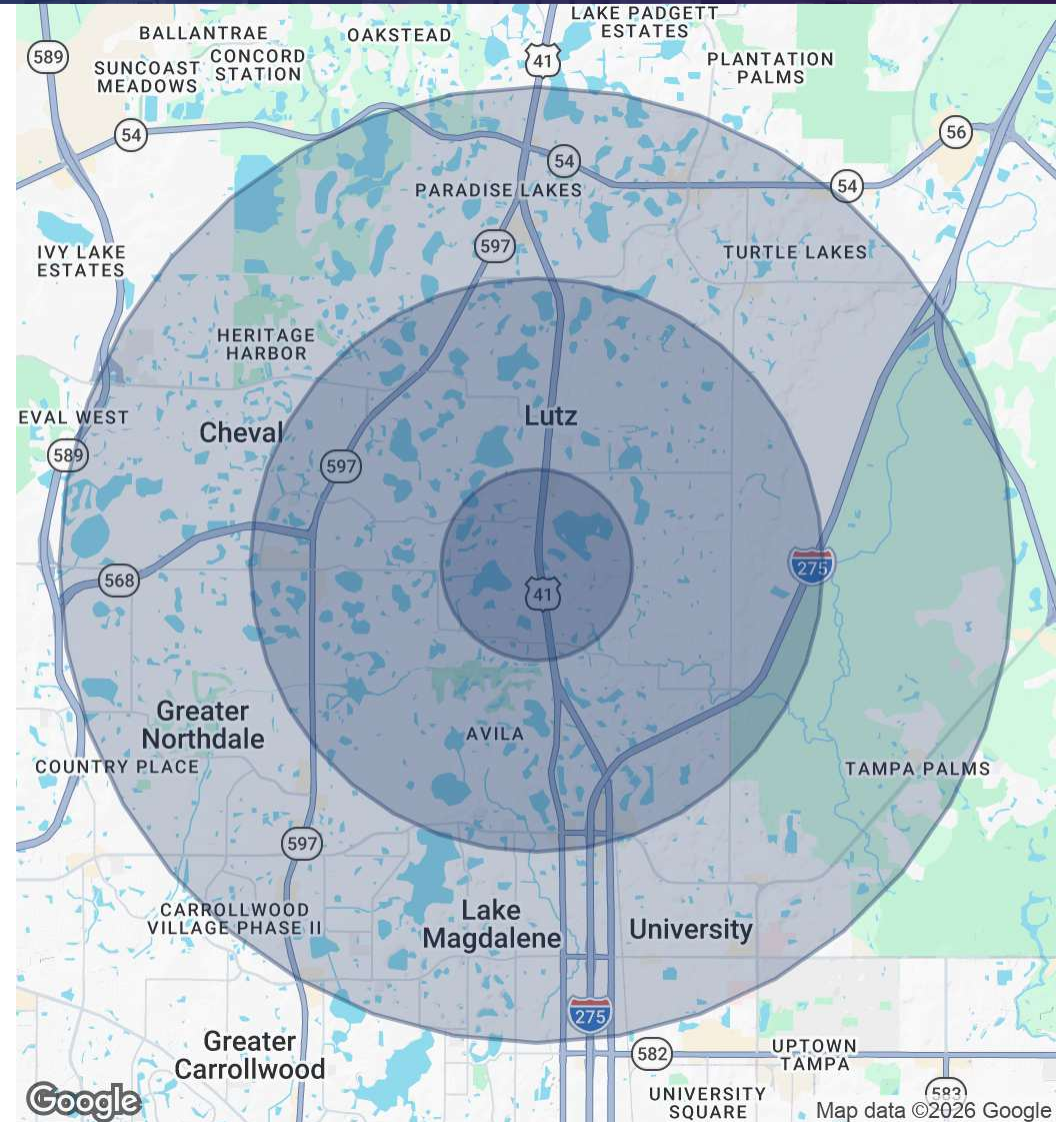 LAKE PADGETT
ESTATES
BALLANTRAE
OAKSTEAD
589
CONCORD
STATION
41
SUNCOAST
MEADOWS
PLANTATION
PALMS
54
56
54
PARADISE LAKES
54
597
IVY LAKE
ESTATES
TURTLE LAKES
HERITAGE
HARBOR
EVAL WEST
Cheval
Lutz
589
597
275
568
41
Greater
Northdale
AVILA
COUNTRY PLACE
TAMPA PALMS
597
CARROLLWOOD
VILLAGE PHASE II
Lake
Magdalene
University
275
Greater
Carrollwood
582
UPTOWN
TAMPA
583
UNIVERSITY
SQUARE
Google
Map data ©2026 Google